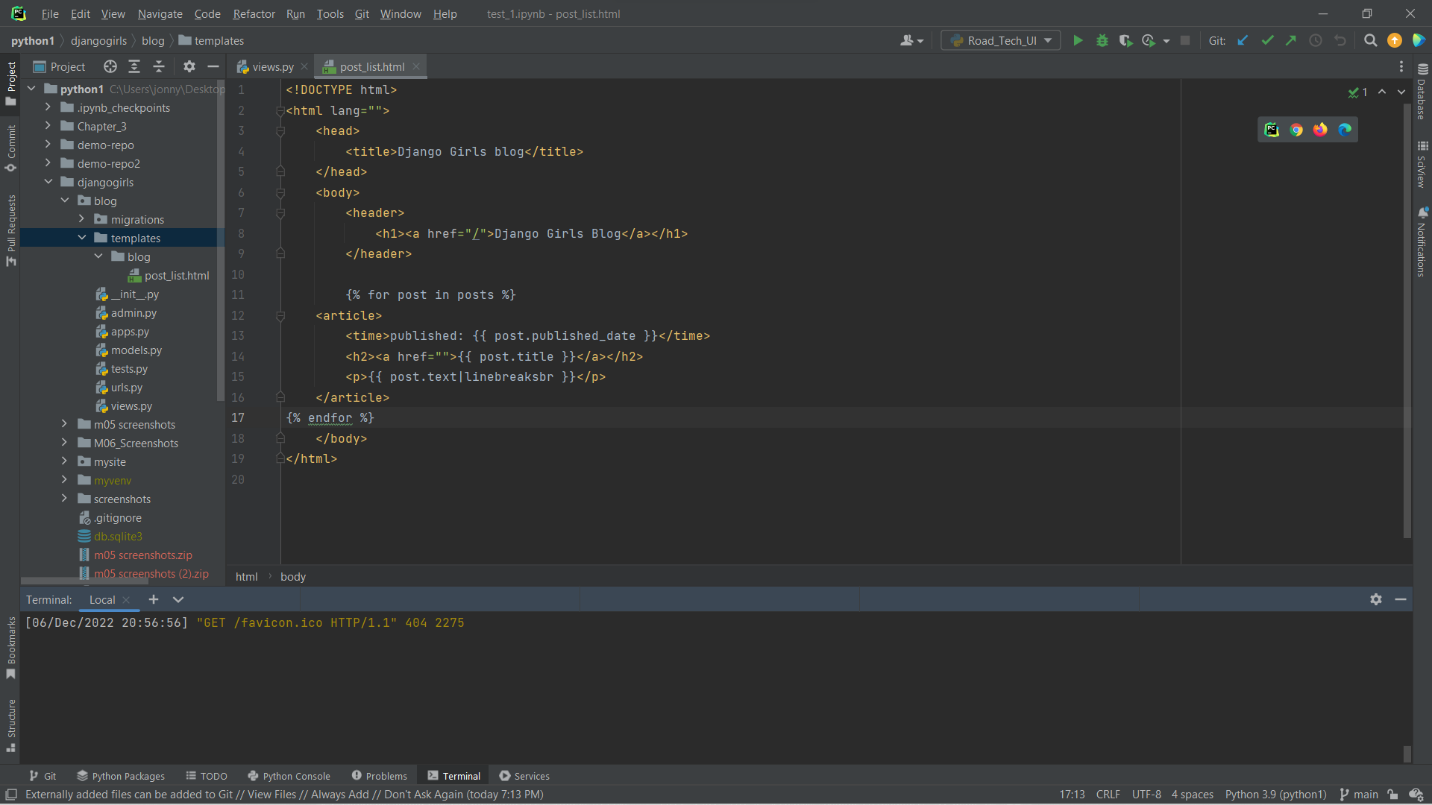 File Edit View Navigate Code Refactor Run Tools Git Window Help test_1.ipynb - post_list.html
python1 djangogirls blog templates Road_Tech_UI Git:
Project
views.py post_list.html
python1 C:\Users\jonny\Desktop
.ipynb_checkpoints
Chapter_3
demo-repo
demo-repo2
djangogirls
blog
migrations
templates
blog
post_list.html
__init__.py
admin.py
apps.py
models.py
tests.py
urls.py
views.py
m05 screenshots
M06_Screenshots
mysite
myvenv
screenshots
.gitignore
db.sqlite3
m05 screenshots.zip
m05 screenshots (2).zip
1 <!DOCTYPE html>
2 <html lang="">
3 <head>
4 <title>Django Girls blog</title>
5 </head>
6 <body>
7 <header>
8 <h1><a href="/">Django Girls Blog</a></h1>
9 </header>
10
11 {% for post in posts %}
12 <article>
13 <time>published: {{ post.published_date }}</time>
14 <h2><a href="">{{ post.title }}</a></h2>
15 <p>{{ post.text|linebreaksbr }}</p>
16 </article>
17 {% endfor %}
18 </body>
19 </html>
20
1
html body
Project
Commit
Pull Requests
Bookmarks
Structure
Database
SciView
Notifications
Terminal: Local
[06/Dec/2022 20:56:56] "GET /favicon.ico HTTP/1.1" 404 2275
Git Python Packages TODO Python Console Problems Terminal Services
Externally added files can be added to Git // View Files // Always Add // Don't Ask Again (today 7:13 PM) 17:13 CRLF UTF-8 4 spaces Python 3.9 (python1) main